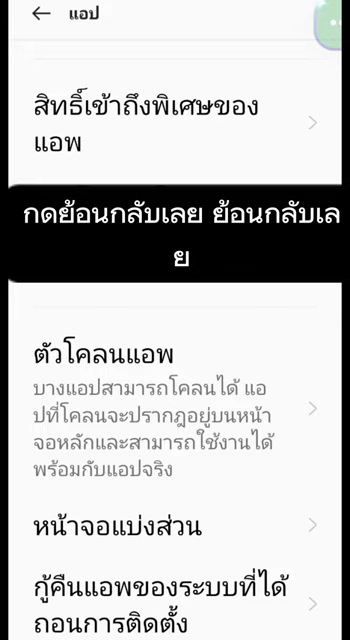 ← แอป
สิทธิ์เข้าถึงพิเศษของ
แอพ
กดย้อนกลับเลย ย้อนกลับเล
ย
ตัวโคลนแอพ
บางแอปสามารถโคลนได้ แอ
ปที่โคลนจะปรากฏอยู่บนหน้า
จอหลักและสามารถใช้งานได้
พร้อมกับแอปจริง
หน้าจอแบ่งส่วน
กู้คืนแอพของระบบที่ได้
ถอนการติดตั้ง